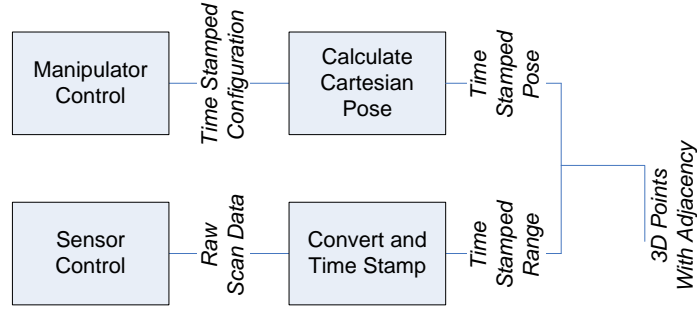 Manipulator
Control
Time Stamped
Configuration
Calculate
Cartesian
Pose
Time
Stamped
Pose
Sensor
Control
Raw
Scan Data
Convert and
Time Stamp
Time
Stamped
Range
3D Points
With Adjacency